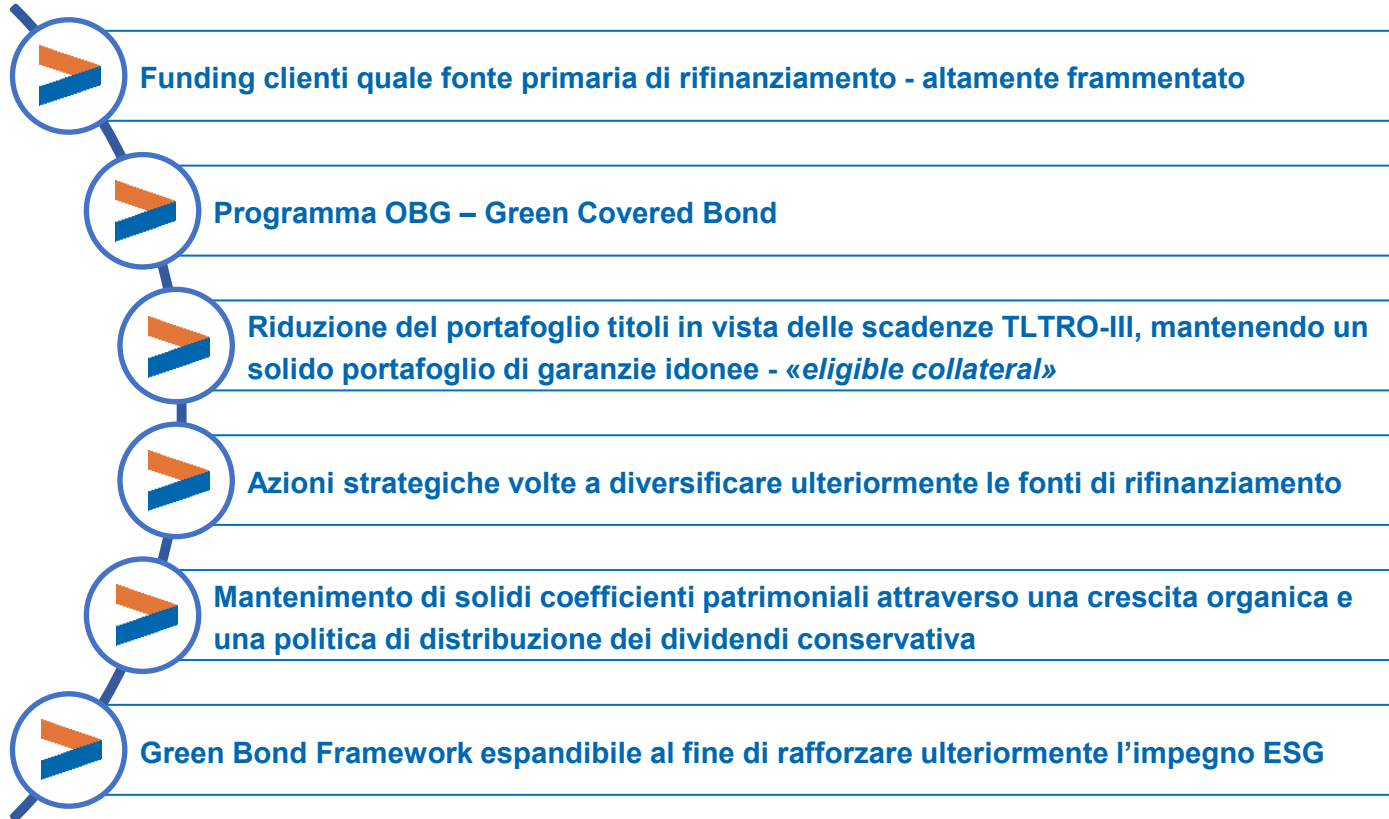 Funding clienti quale fonte primaria di rifinanziamento - altamente frammentato
Programma OBG – Green Covered Bond
Riduzione del portafoglio titoli in vista delle scadenze TLTRO-III, mantenendo un
solido portafoglio di garanzie idonee - «eligible collateral»
Azioni strategiche volte a diversificare ulteriormente le fonti di rifinanziamento
Mantenimento di solidi coefficienti patrimoniali attraverso una crescita organica e
una politica di distribuzione dei dividendi conservativa
Green Bond Framework espandibile al fine di rafforzare ulteriormente l’impegno ESG